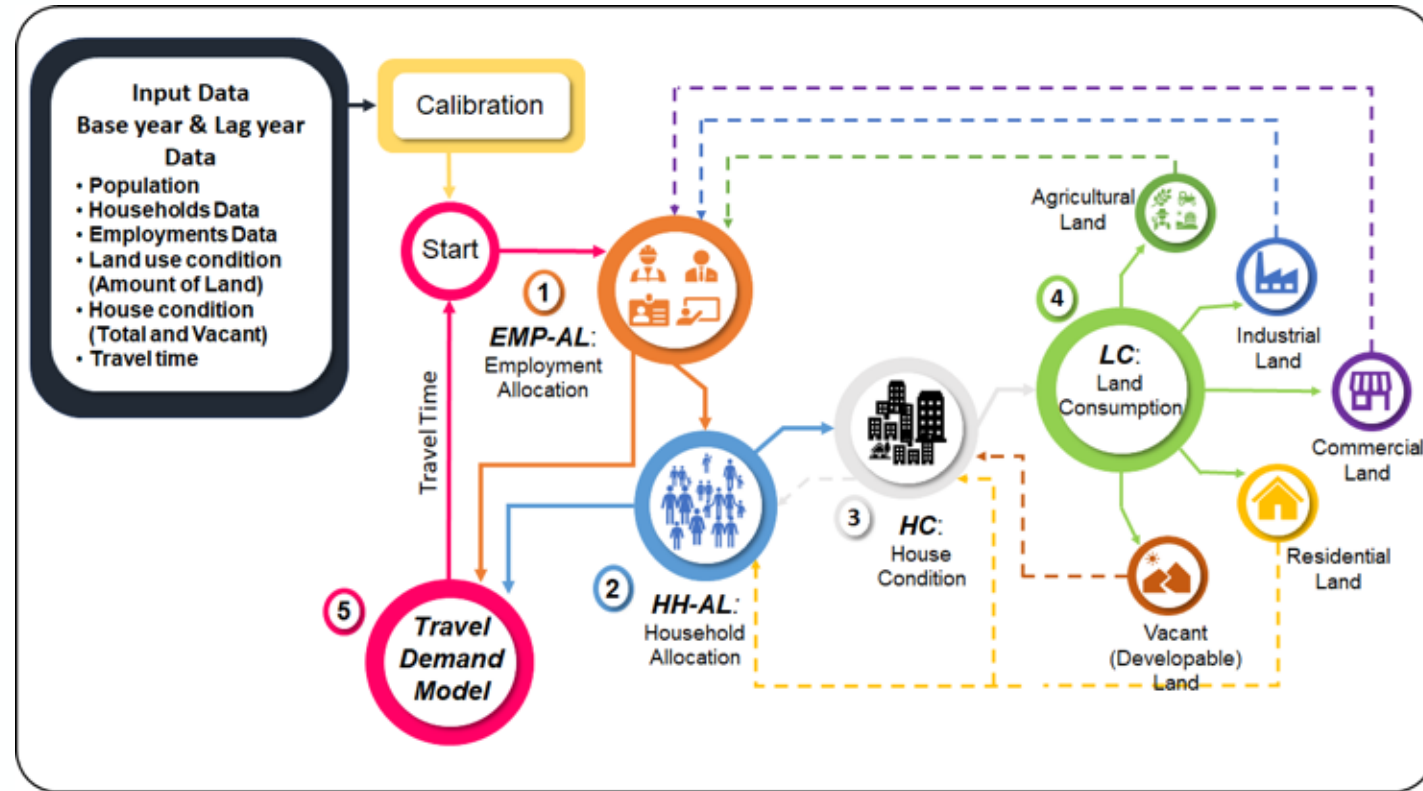 Input Data
Base year & Lag year
Data
• Population
• Households Data
• Employments Data
• Land use condition
(Amount of Land)
• House condition
(Total and Vacant)
• Travel time
Calibration
Start
Travel Time
1
EMP-AL:
Employment
Allocation
2
HH-AL:
Household
Allocation
3
HC:
House
Condition
4
LC:
Land
Consumption
Agricultural
Land
Industrial
Land
Commercial
Land
Residential
Land
Vacant
(Developable)
Land
5
Travel
Demand
Model